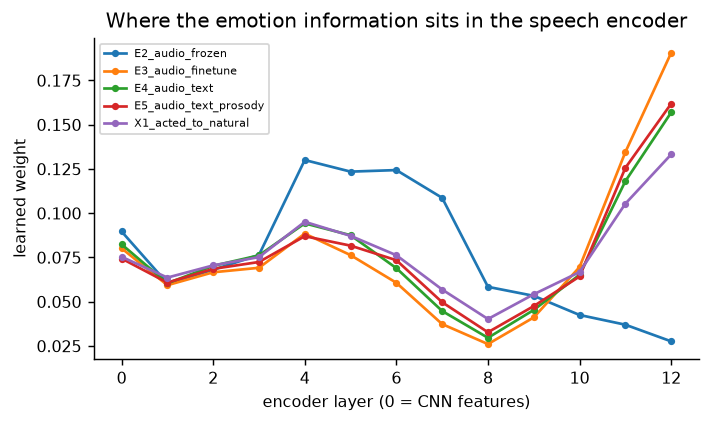 Where the emotion information sits in the speech encoder
E2_audio_frozen
E3_audio_finetune
E4_audio_text
E5_audio_text_prosody
X1_acted_to_natural
learned weight
0.175
0.150
0.125
0.100
0.075
0.050
0.025
0 2 4 6 8 10 12
encoder layer (0 = CNN features)